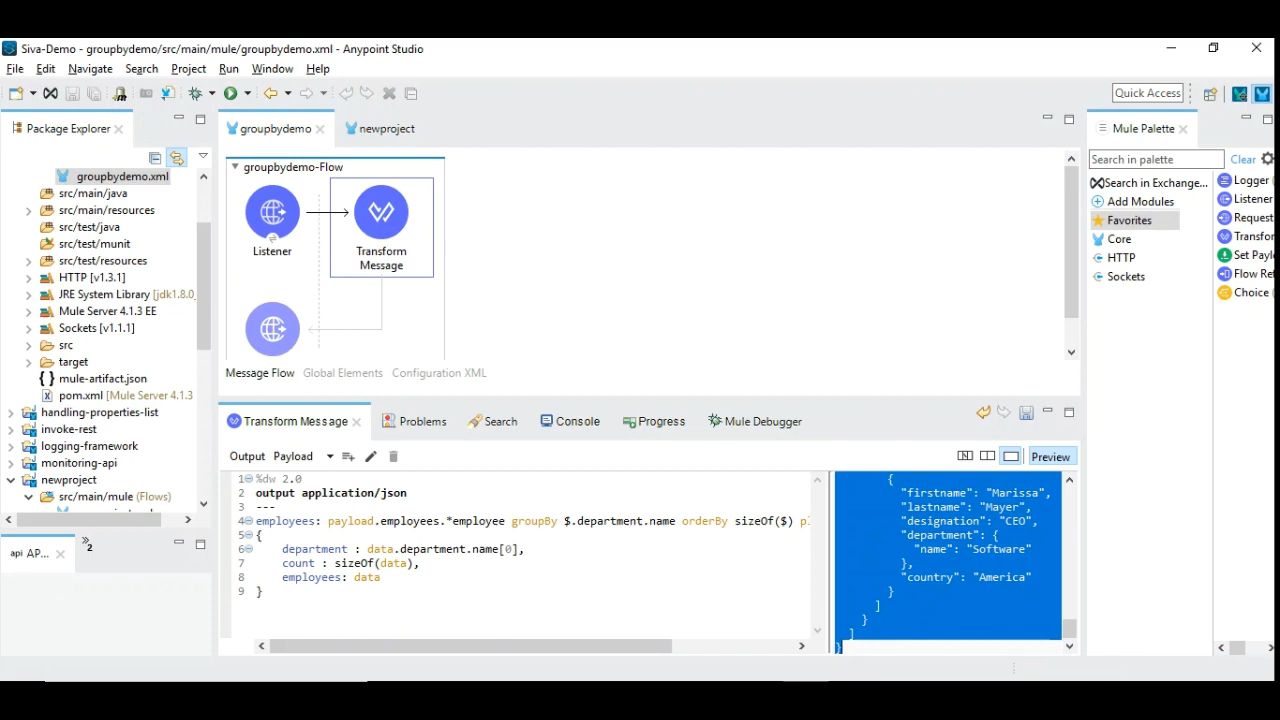 Siva-Demo - groupbydemo/src/main/mule/groupbydemo.xml - Anypoint Studio
File Edit Navigate Search Project Run Window Help
Quick Access
Package Explorer
groupbydemo.xml
src/main/java
src/main/resources
src/test/java
src/test/munit
src/test/resources
HTTP [v1.3.1]
JRE System Library [jdk1.8.0_
Mule Server 4.1.3 EE
Sockets [v1.1.1]
src
target
mule-artifact.json
pom.xml [Mule Server 4.1.3
handling-properties-list
invoke-rest
logging-framework
monitoring-api
newproject
src/main/mule (Flows)
api AP...
2
groupbydemo
newproject
groupbydemo-Flow
Listener
Transform
Message
Message Flow Global Elements Configuration XML
Transform Message Problems Search Console Progress Mule Debugger
Output Payload
Preview
1 %dw 2.0
2 output application/json
3 ---
4 employees: payload.employees.*employee groupBy $.department.name orderBy sizeOf($) pl
5 {
6 department : data.department.name[0],
7 count : sizeOf(data),
8 employees: data
9 }
{
"firstname": "Marissa",
"lastname": "Mayer",
"designation": "CEO",
"department": {
"name": "Software"
},
"country": "America"
}
]
}
]
}
Mule Palette
Search in palette
Clear
Search in Exchange...
Add Modules
Favorites
Core
HTTP
Sockets
Logger
Listener
Request
Transfor
Set Payl
Flow Ref
Choice